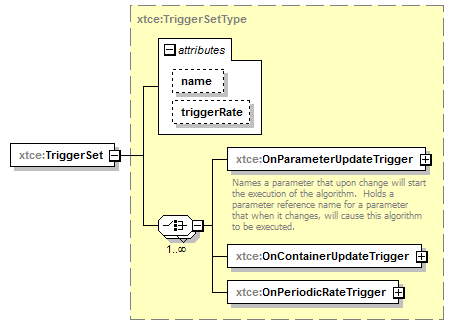 xtce:TriggerSetType
attributes
name
triggerRate
xtce:TriggerSet
xtce:OnParameterUpdateTrigger
Names a parameter that upon change will start
the execution of the algorithm.  Holds a
parameter reference name for a parameter
that when it changes, will cause this algorithm
to be executed.
1..∞
xtce:OnContainerUpdateTrigger
xtce:OnPeriodicRateTrigger